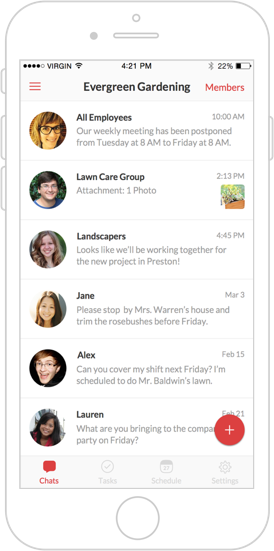 VIRGIN 4:21 PM 22%
Evergreen Gardening Members
All Employees 10:00 AM
Our weekly meeting has been postponed
from Tuesday at 8 AM to Friday at 8 AM.
Lawn Care Group 2:13 PM
Attachment: 1 Photo
Landscapers 4:45 PM
Looks like we'll be working together for
the new project in Preston!
Jane Mar 3
Please stop by Mrs. Warren's house and
trim the rosebushes before Friday.
Alex Feb 15
Can you cover my shift next Friday? I'm
scheduled to do Mr. Baldwin's lawn.
Lauren Feb 21
What are you bringing to the
party on Friday?
Chats Tasks Schedule Settings